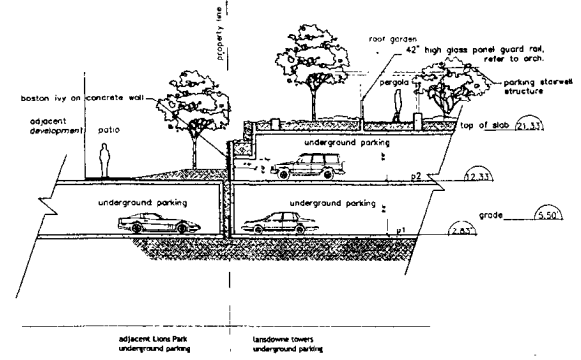 property line
roof garden
42" high glass panel guard rail,
refer to arch.
pergola
parking stairwell
structure
boston ivy on concrete wall
adjacent
development
patio
top of slab 21.33'
underground parking
p2 12.33'
underground parking
underground parking
grade 5.50'
p1 2.83'
adjacent Lions Park
underground parking
lansdowne towers
underground parking